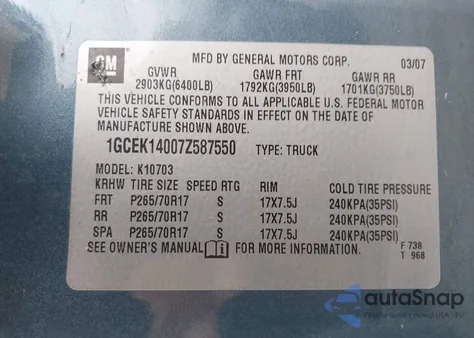 GM
MFD BY GENERAL MOTORS CORP. 03/07
GVWR GAWR FRT GAWR RR
2903KG(6400LB) 1792KG(3950LB) 1701KG(3750LB)
THIS VEHICLE CONFORMS TO ALL APPLICABLE U.S. FEDERAL MOTOR
VEHICLE SAFETY STANDARDS IN EFFECT ON THE DATE OF
MANUFACTURE SHOWN ABOVE.
1GCEK14007Z587550 TYPE: TRUCK
MODEL: K10703
KRHW TIRE SIZE SPEED RTG RIM COLD TIRE PRESSURE
FRT P265/70R17 S 17X7.5J 240KPA(35PSI)
RR P265/70R17 S 17X7.5J 240KPA(35PSI)
SPA P265/70R17 S 17X7.5J 240KPA(35PSI)
SEE OWNER'S MANUAL FOR MORE INFORMATION. F 738
T 968
autoSnap